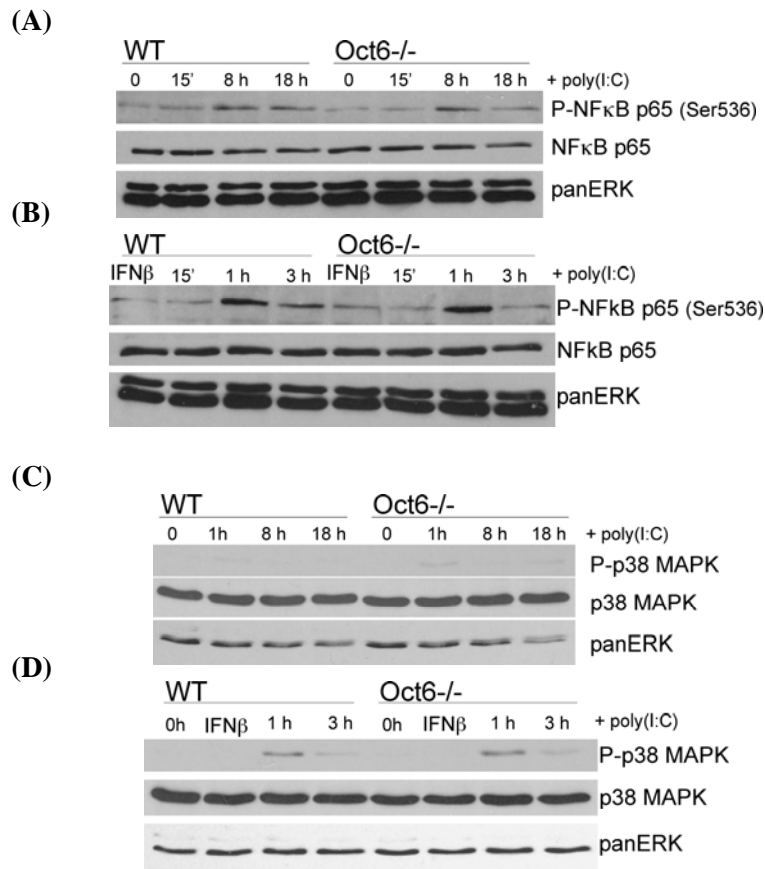 (A)
WT Oct6-/-
0 15' 8 h 18 h 0 15' 8 h 18 h + poly(I:C)
P-NFκB p65 (Ser536)
NFκB p65
panERK
(B)
WT Oct6-/-
IFNβ 15' 1 h 3 h IFNβ 15' 1 h 3 h + poly(I:C)
P-NFkB p65 (Ser536)
NFkB p65
panERK
(C)
WT Oct6-/-
0 1h 8 h 18 h 0 1h 8 h 18 h + poly(I:C)
P-p38 MAPK
p38 MAPK
panERK
(D)
WT Oct6-/-
0h IFNβ 1 h 3 h 0h IFNβ 1 h 3 h + poly(I:C)
P-p38 MAPK
p38 MAPK
panERK